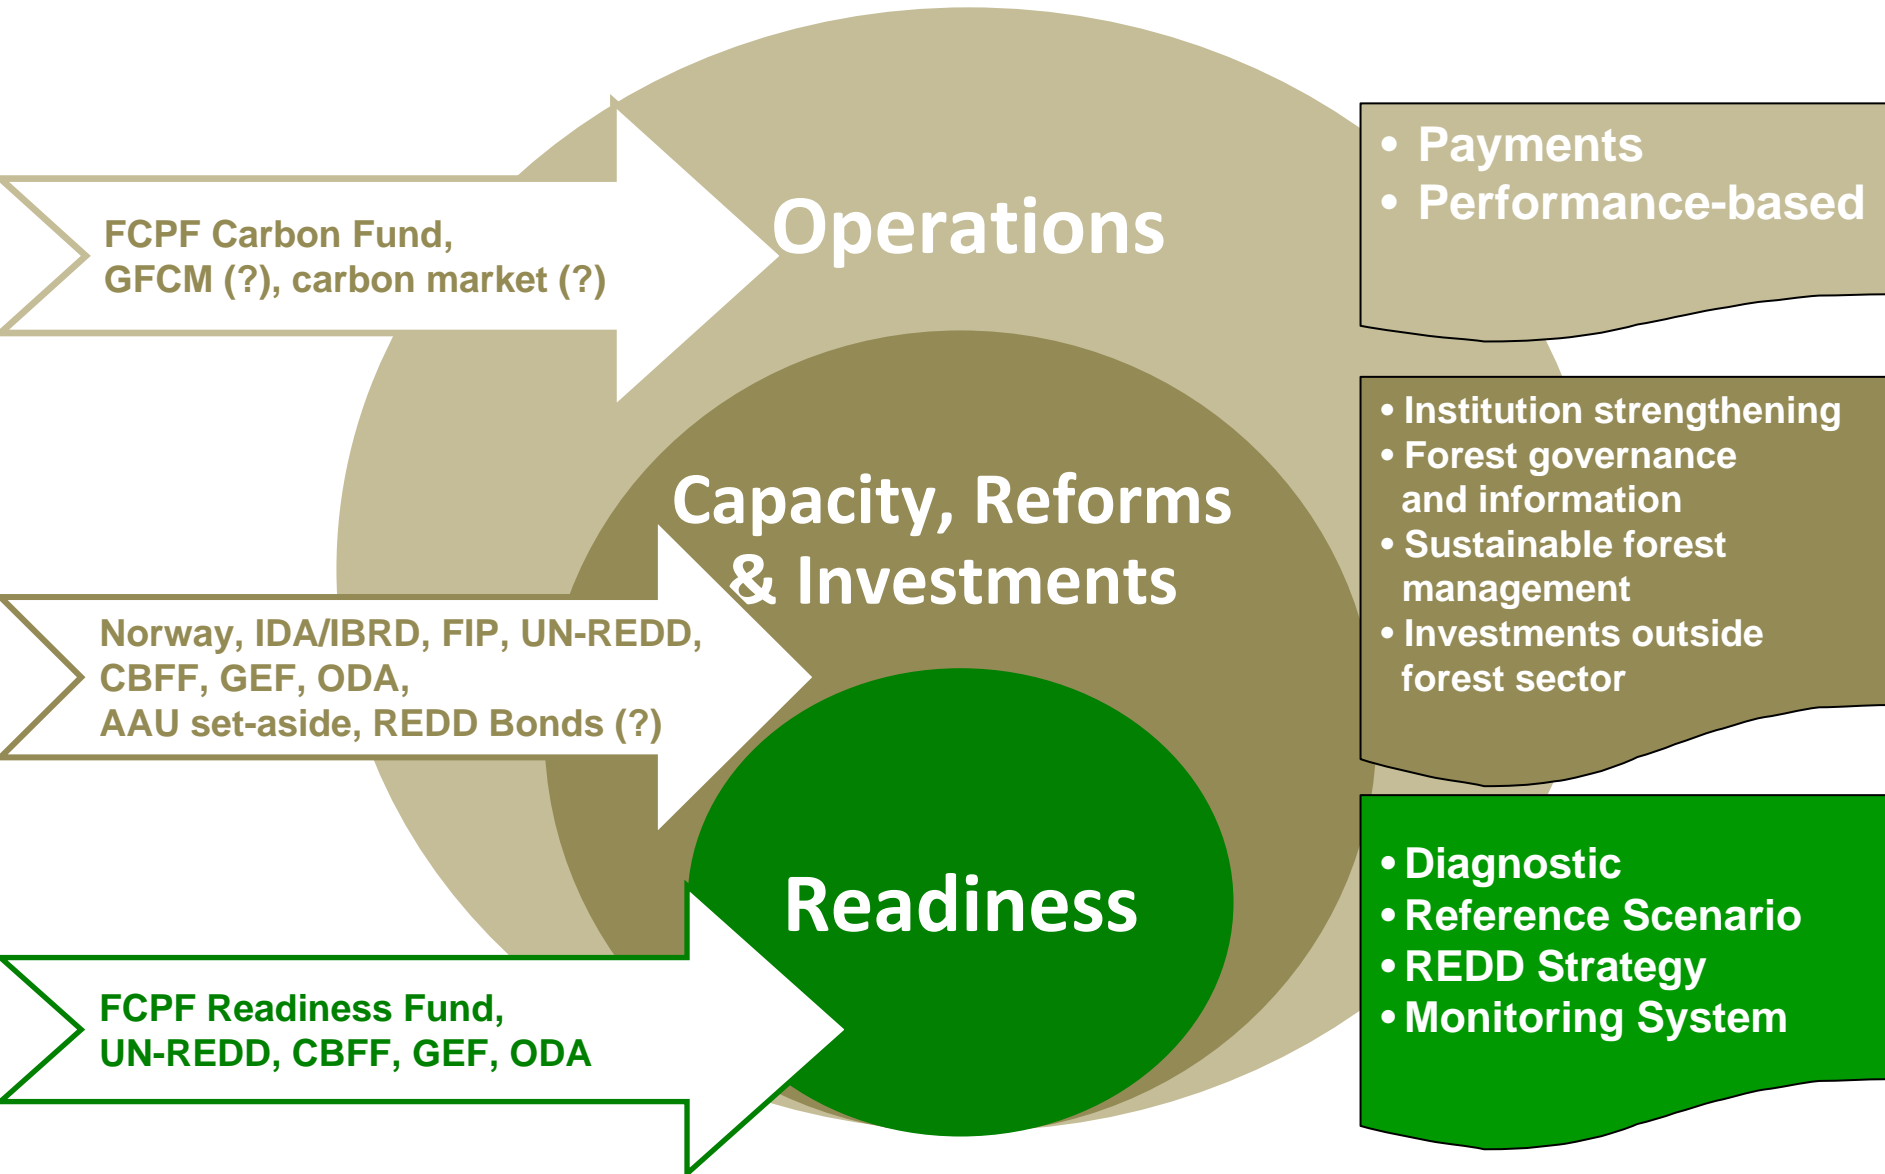 FCPF Carbon Fund,
GFCM (?), carbon market (?)
Operations
• Payments
• Performance-based
Norway, IDA/IBRD, FIP, UN-REDD,
CBFF, GEF, ODA,
AAU set-aside, REDD Bonds (?)
Capacity, Reforms
& Investments
• Institution strengthening
• Forest governance
and information
• Sustainable forest
management
• Investments outside
forest sector
FCPF Readiness Fund,
UN-REDD, CBFF, GEF, ODA
Readiness
• Diagnostic
• Reference Scenario
• REDD Strategy
• Monitoring System